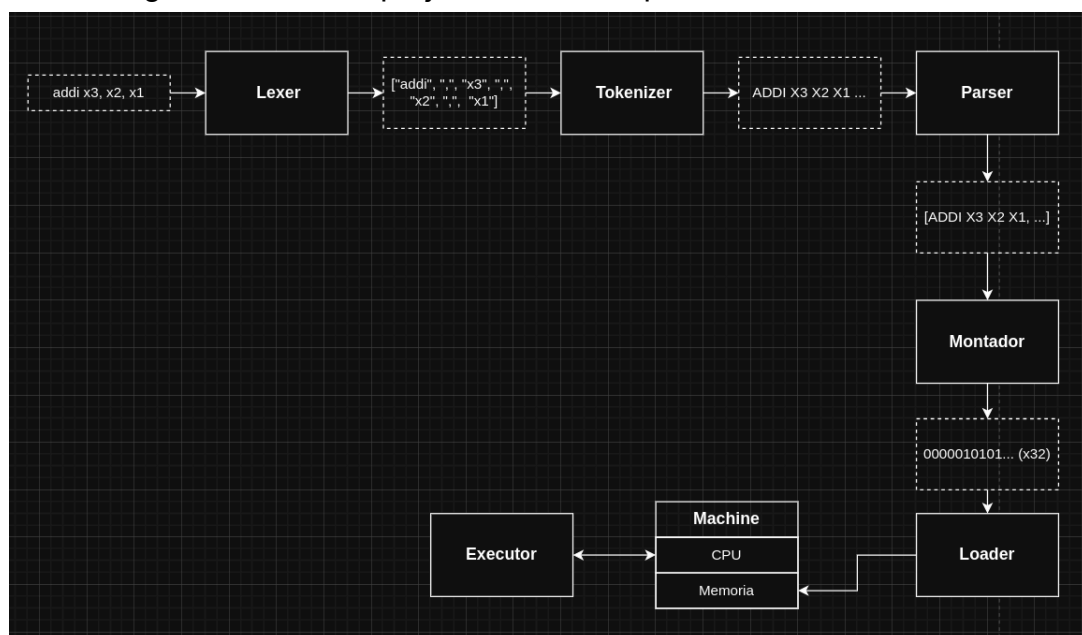 addi x3, x2, x1
Lexer
["addi", ",", "x3", ",",
"x2", ",", "x1"]
Tokenizer
ADDI X3 X2 X1 ...
Parser
[ADDI X3 X2 X1, ...]
Montador
0000010101... (x32)
Loader
Machine
CPU
Memoria
Executor